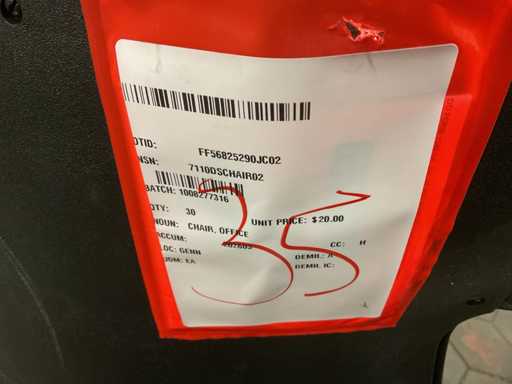 OTID: FF56825290JC02
NSN: 7110DSCHAIR02
BATCH: 1008277316
QTY: 30 UNIT PRICE: $20.00
NOUN: CHAIR, OFFICE
ACCUM: CC: H
LOC: GENN DEMIL: A
UOM: EA DEMIL IC:
35